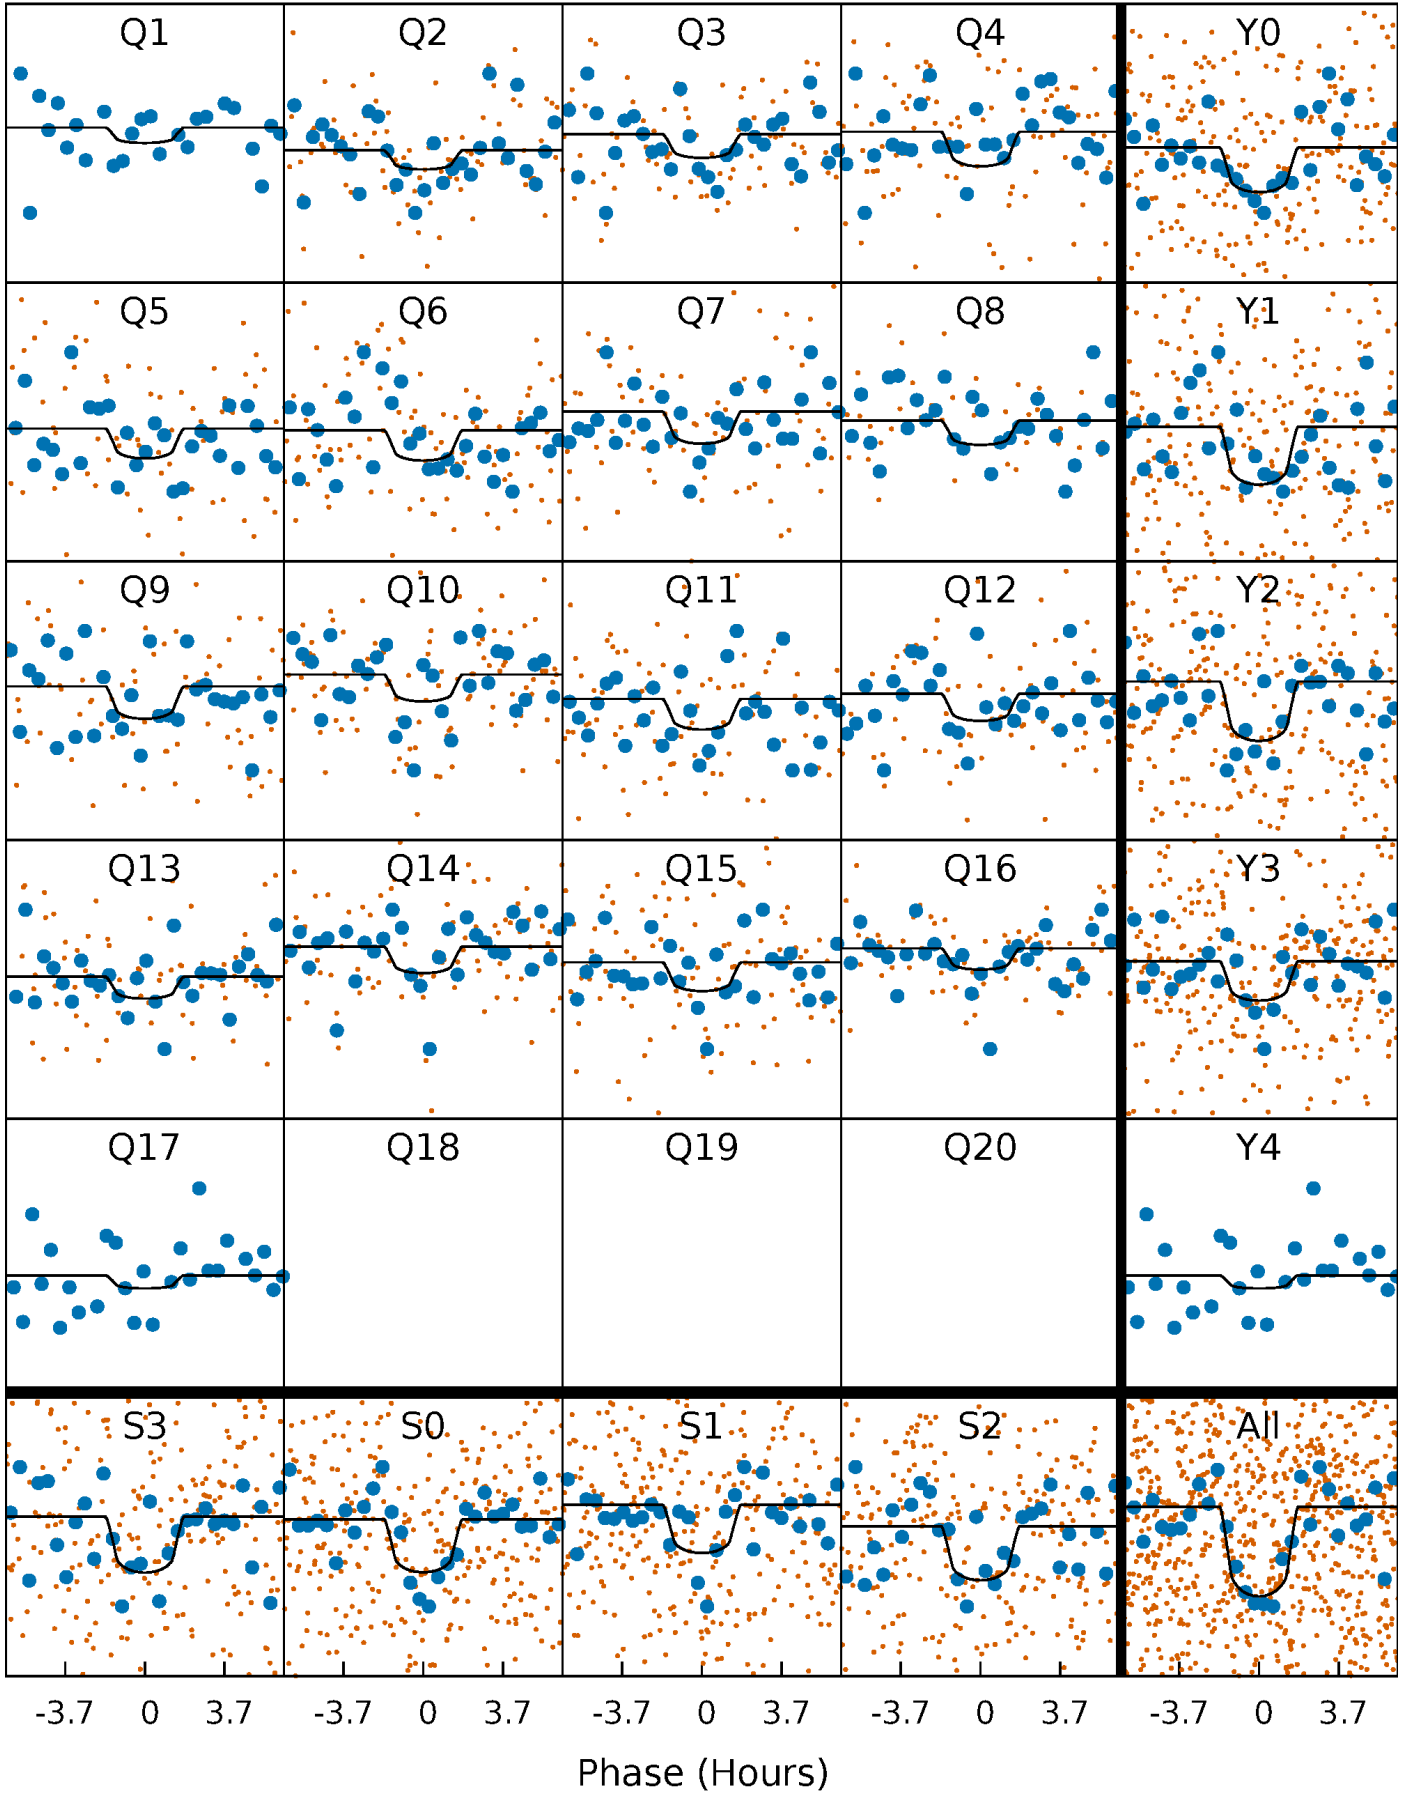 Q1 Q2 Q3 Q4 Y0
Q5 Q6 Q7 Q8 Y1
Q9 Q10 Q11 Q12 Y2
Q13 Q14 Q15 Q16 Y3
Q17 Q18 Q19 Q20 Y4
S3 S0 S1 S2 All
-3.7 0 3.7 -3.7 0 3.7 -3.7 0 3.7 -3.7 0 3.7 -3.7 0 3.7
Phase (Hours)